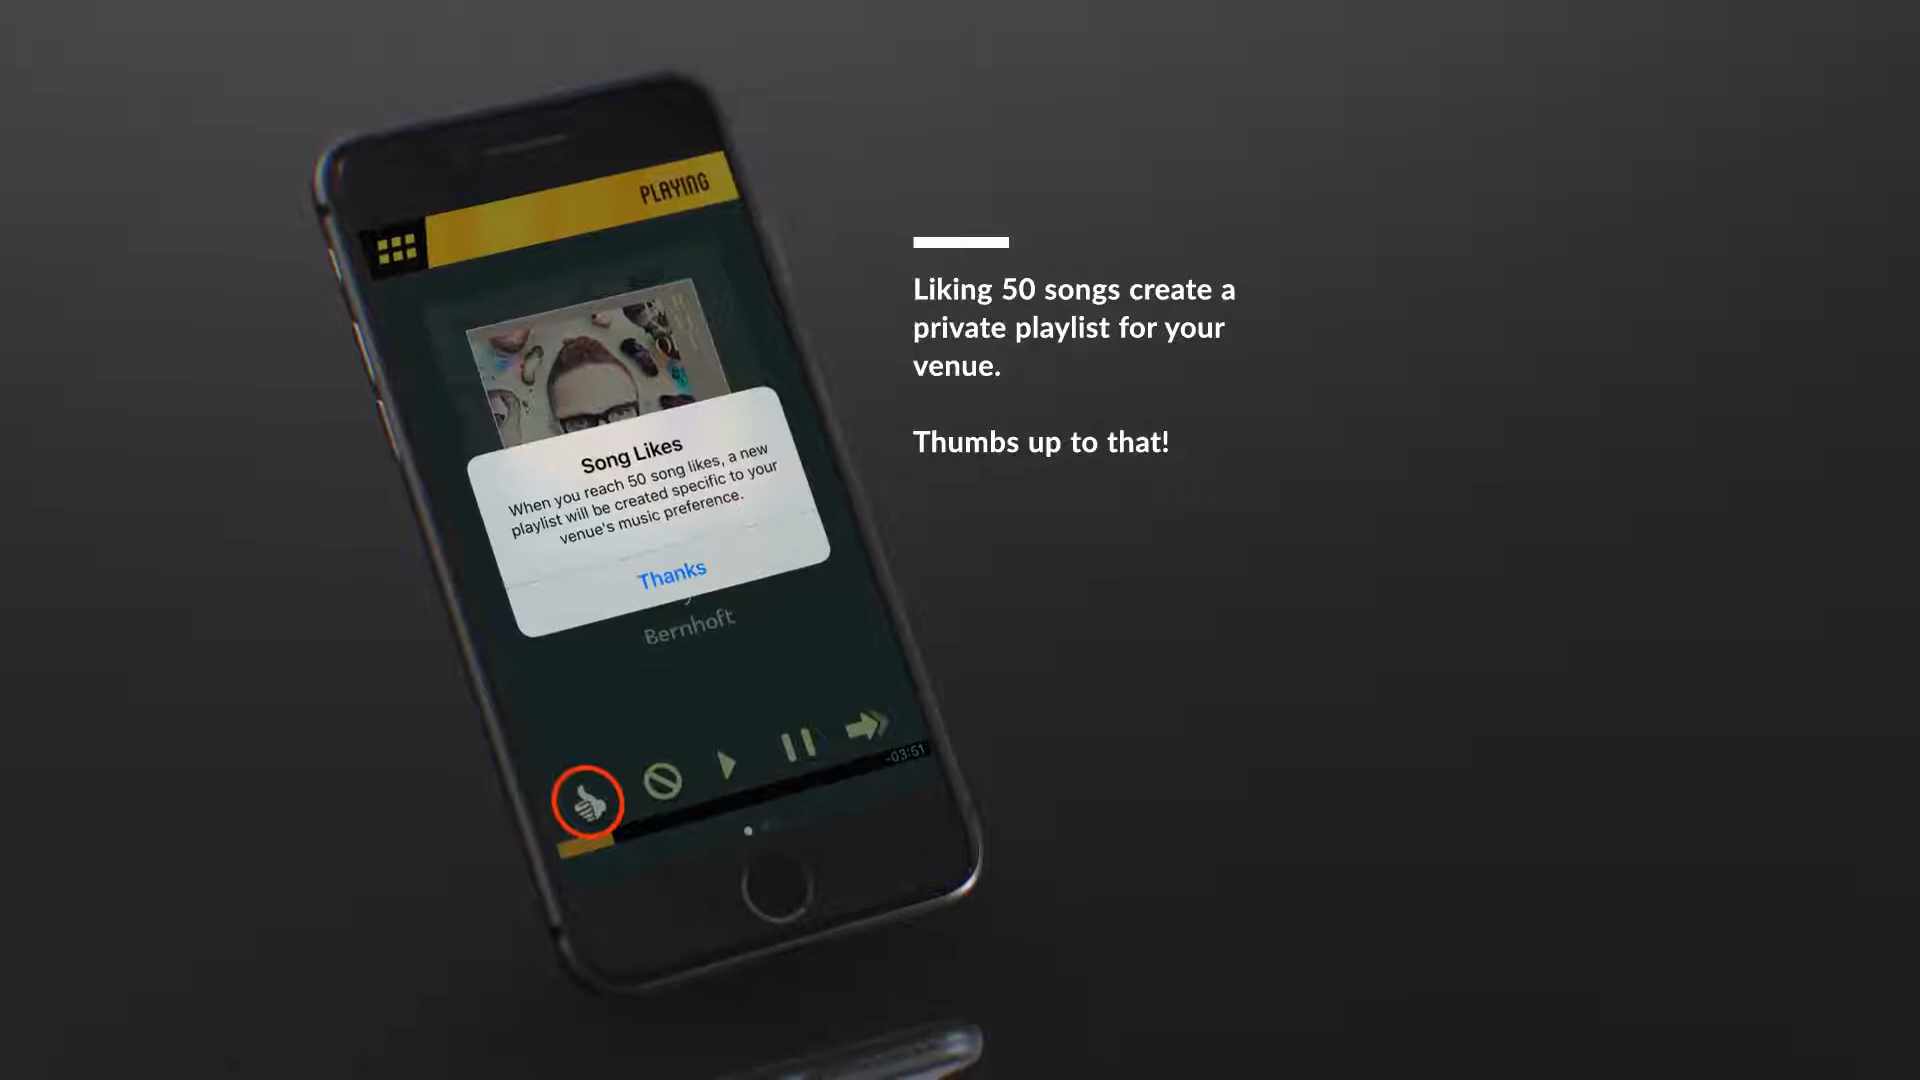 PLAYING
Song Likes
When you reach 50 song likes, a new
playlist will be created specific to your
venue's music preference.
Thanks
Bernhoft
-03:51
Liking 50 songs create a
private playlist for your
venue.
Thumbs up to that!